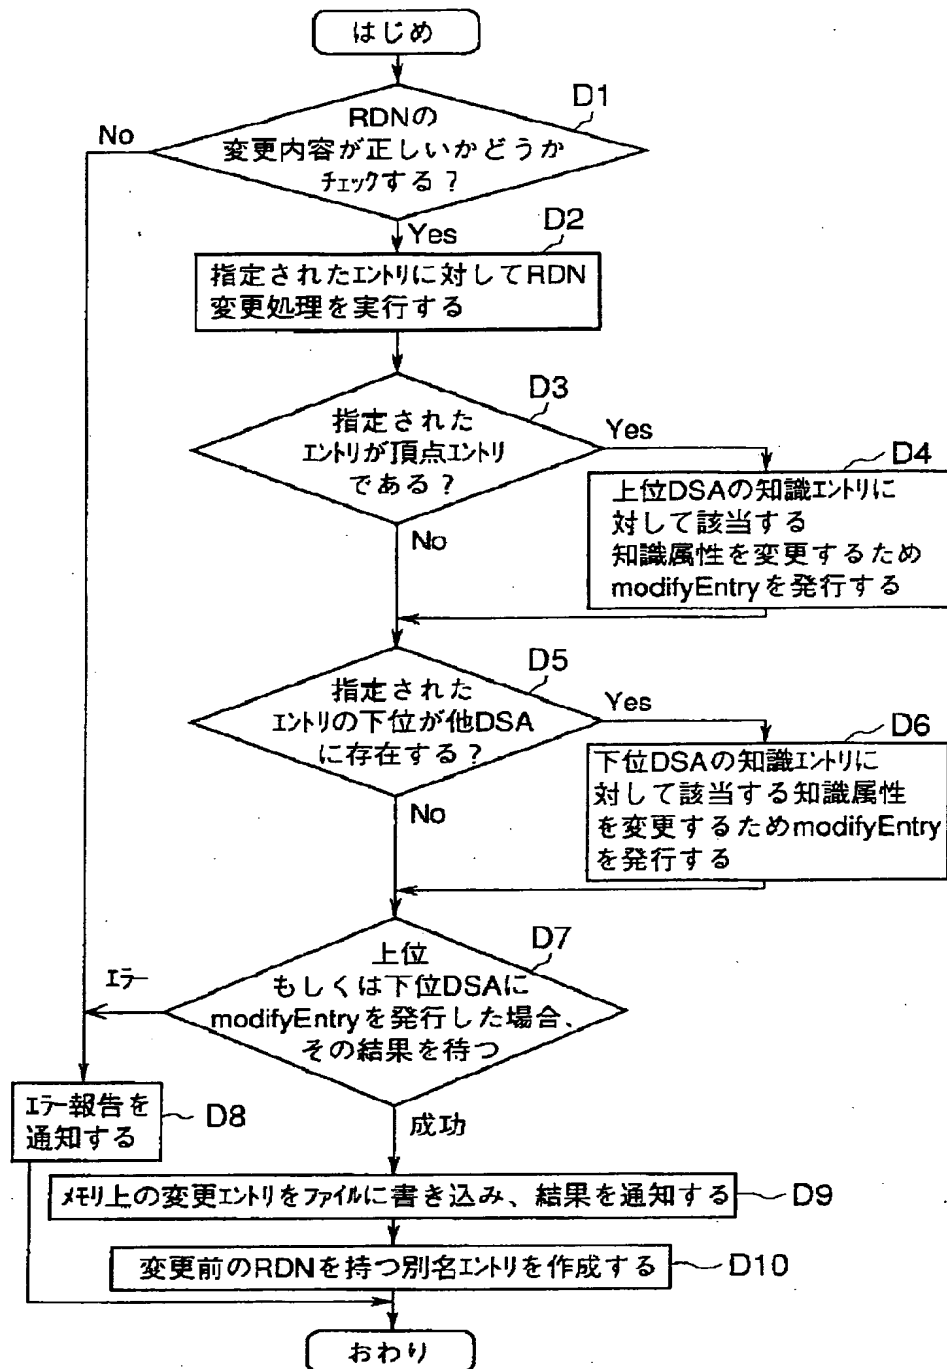 はじめ
D1
No
RDNの
変更内容が正しいかどうか
チェックする？
Yes
D2
指定されたエントリに対してRDN
変更処理を実行する
D3
指定された
エントリが頂点エントリ
である？
Yes
D4
No
上位DSAの知識エントリに
対して該当する
知識属性を変更するため
modifyEntryを発行する
D5
指定された
エントリの下位が他DSA
に存在する？
Yes
D6
No
下位DSAの知識エントリに
対して該当する知識属性
を変更するためmodifyEntry
を発行する
D7
エラー
上位
もしくは下位DSAに
modifyEntryを発行した場合、
その結果を待つ
エラー報告を
通知する
D8
成功
メモリ上の変更エントリをファイルに書き込み、結果を通知する
D9
変更前のRDNを持つ別名エントリを作成する
D10
おわり